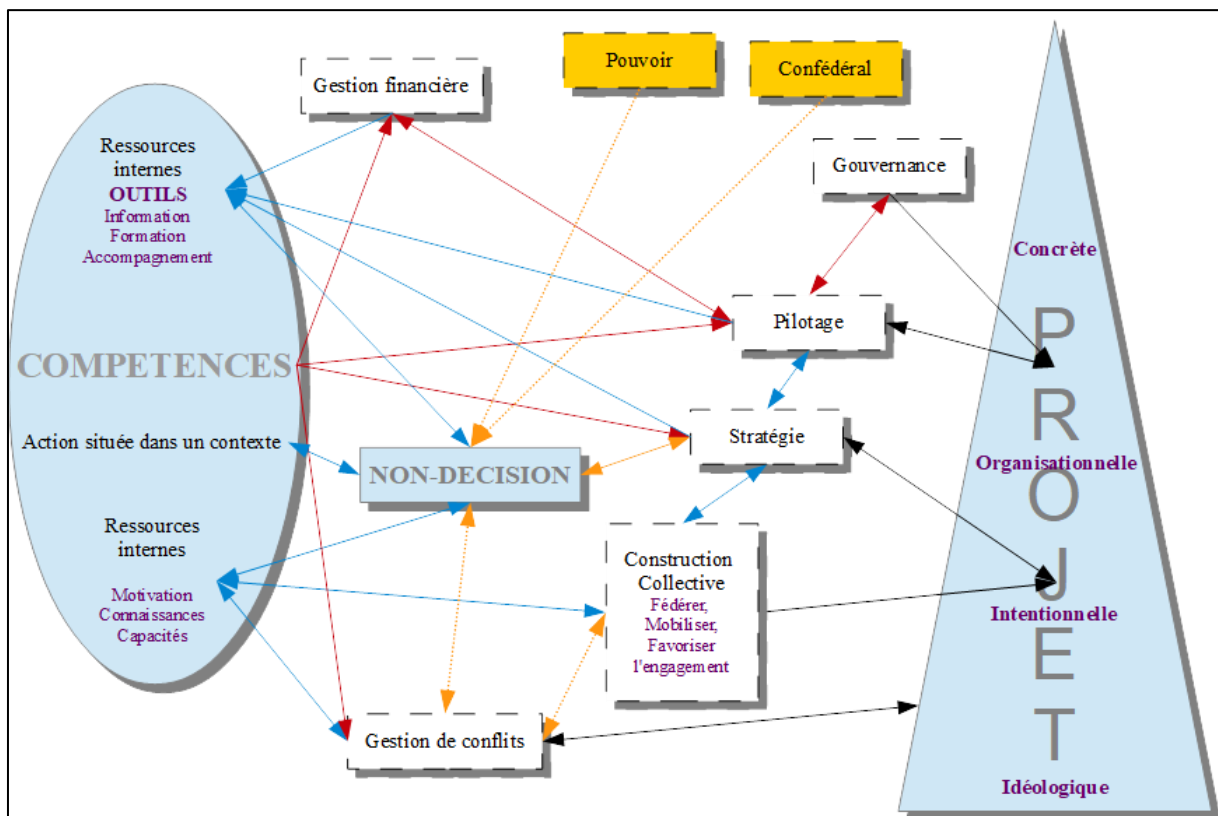 Pouvoir
Confédéral
Gestion financière
Gouvernance
Ressources
internes
OUTILS
Information
Formation
Accompagnement
COMPETENCES
Action située dans un contexte
Ressources
internes
Motivation
Connaissances
Capacités
NON-DECISION
Pilotage
Stratégie
Construction
Collective
Fédérer,
Mobiliser,
Favoriser
l'engagement
Gestion de conflits
PROJET
Concrète
Organisationnelle
Intentionnelle
Idéologique